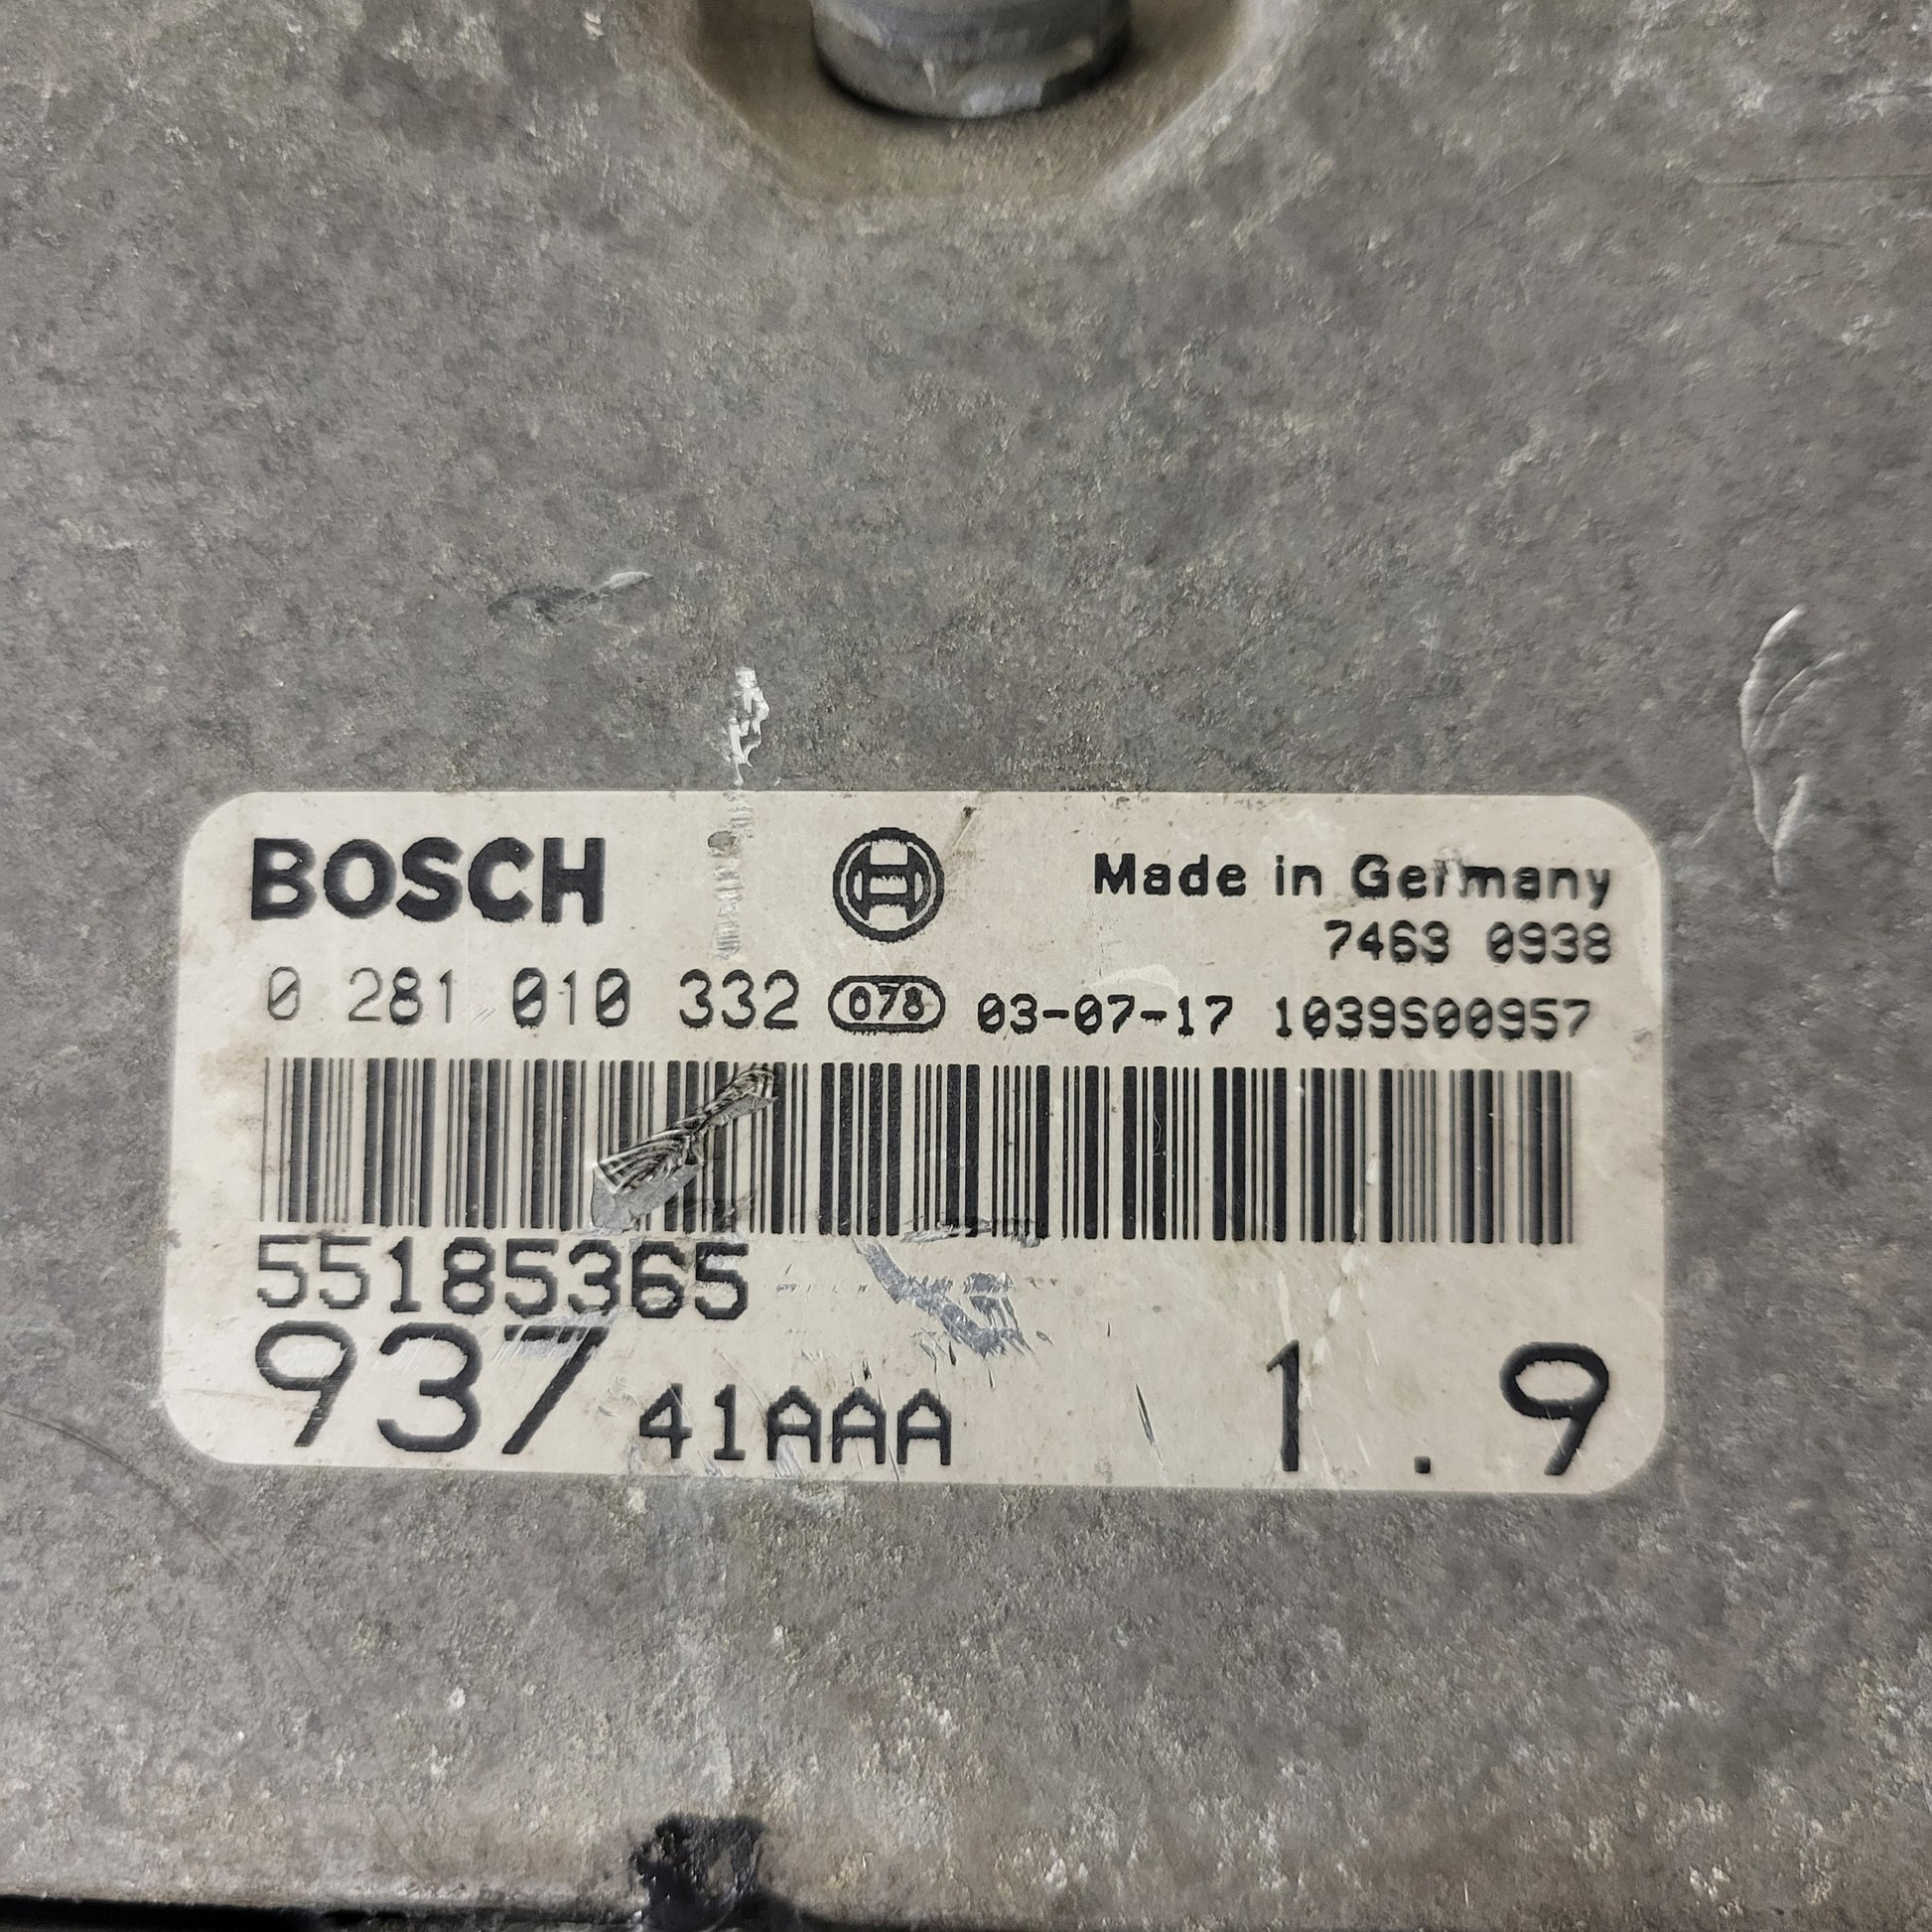 BOSCH Made in Germany
7463 0938
0 281 010 332 078 03-07-17 1039S00957
55185365
937 41AAA 1.9